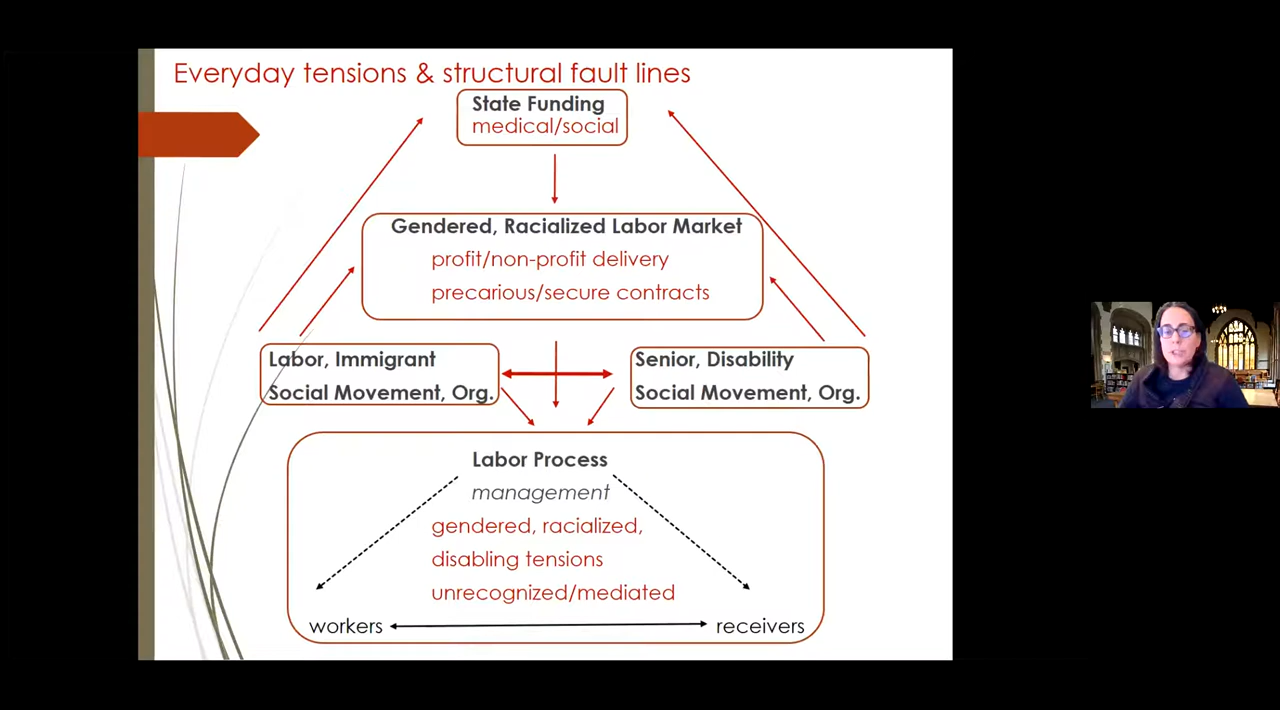 Everyday tensions & structural fault lines
State Funding
medical/social
Gendered, Racialized Labor Market
profit/non-profit delivery
precarious/secure contracts
Labor, Immigrant
Social Movement, Org.
Senior, Disability
Social Movement, Org.
Labor Process
management
gendered, racialized,
disabling tensions
unrecognized/mediated
workers
receivers